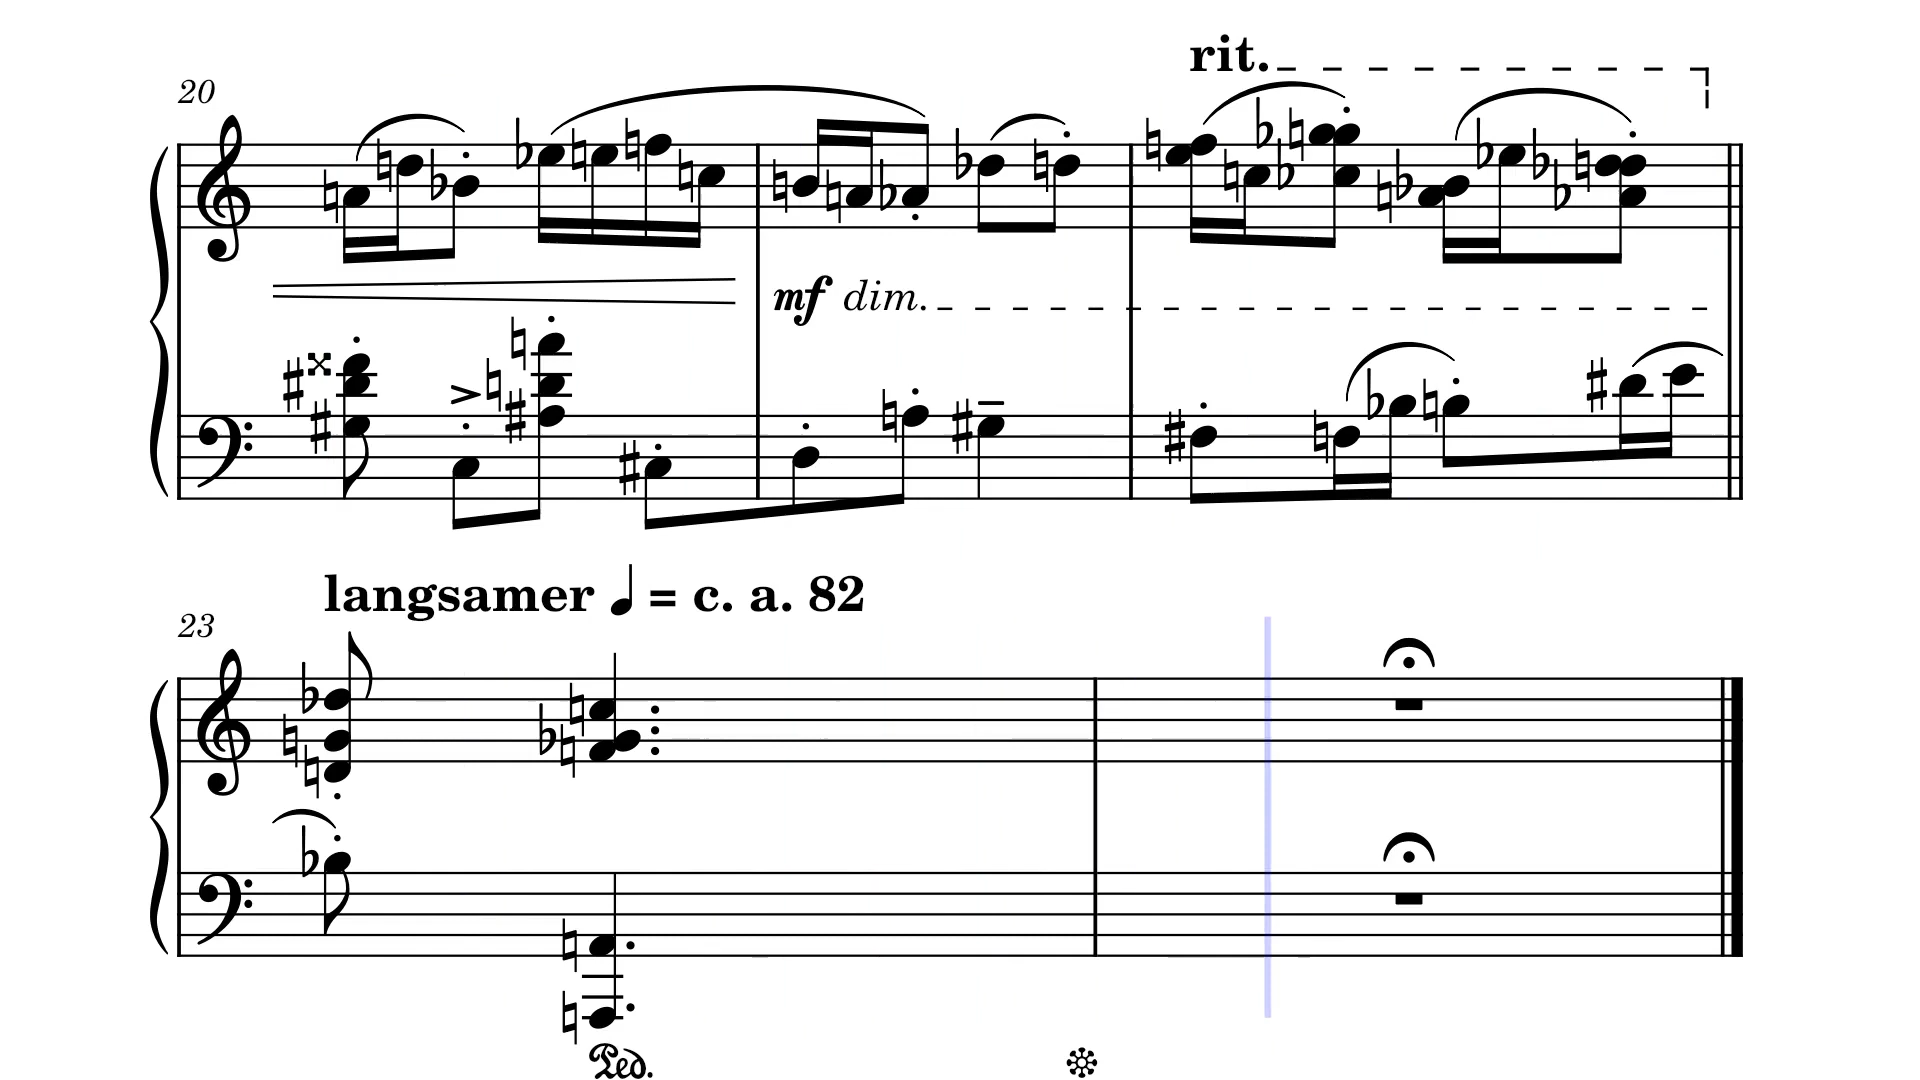 rit.
20
mf dim.
langsamer ♩ = c. a. 82
23
Ped.